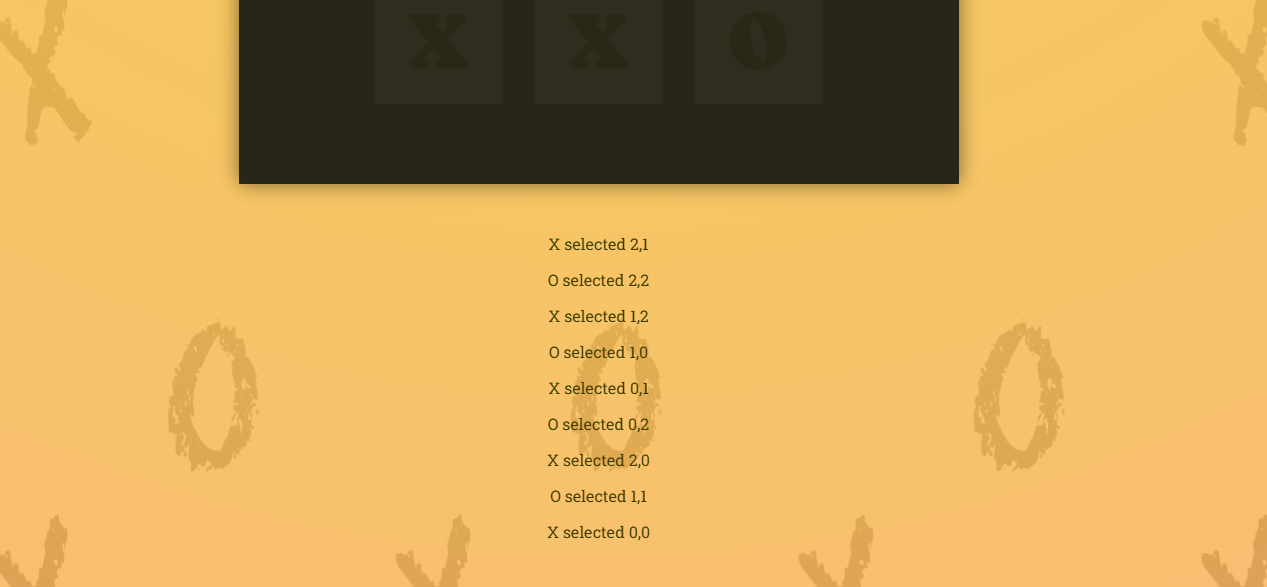 X X O
X selected 2,1
O selected 2,2
X selected 1,2
O selected 1,0
X selected 0,1
O selected 0,2
X selected 2,0
O selected 1,1
X selected 0,0